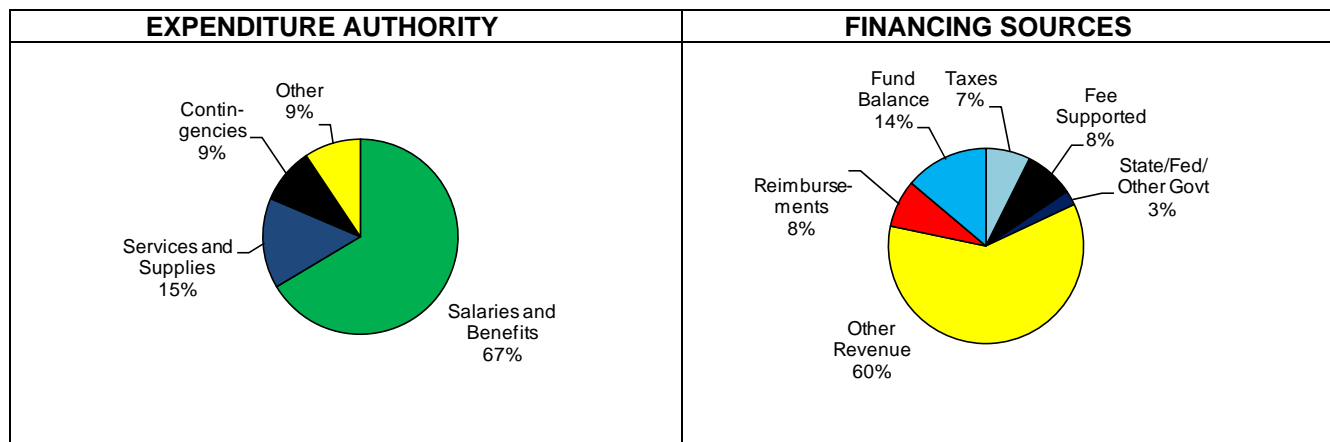 EXPENDITURE AUTHORITY
Other
9%
Contin-
gencies
9%
Services and
Supplies
15%
Salaries and
Benefits
67%
FINANCING SOURCES
Fund
Balance
14%
Taxes
7%
Fee
Supported
8%
State/Fed/
Other Govt
3%
Reimburse-
ments
8%
Other
Revenue
60%